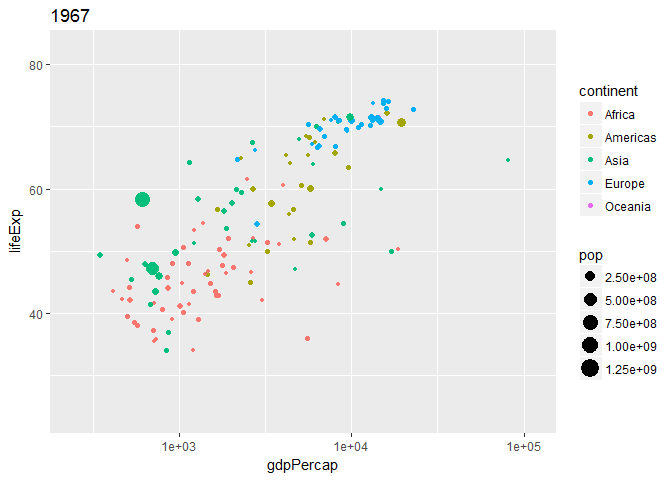 1967
80
60
40
lifeExp
1e+03
1e+04
1e+05
gdpPercap
continent
Africa
Americas
Asia
Europe
Oceania
pop
2.50e+08
5.00e+08
7.50e+08
1.00e+09
1.25e+09